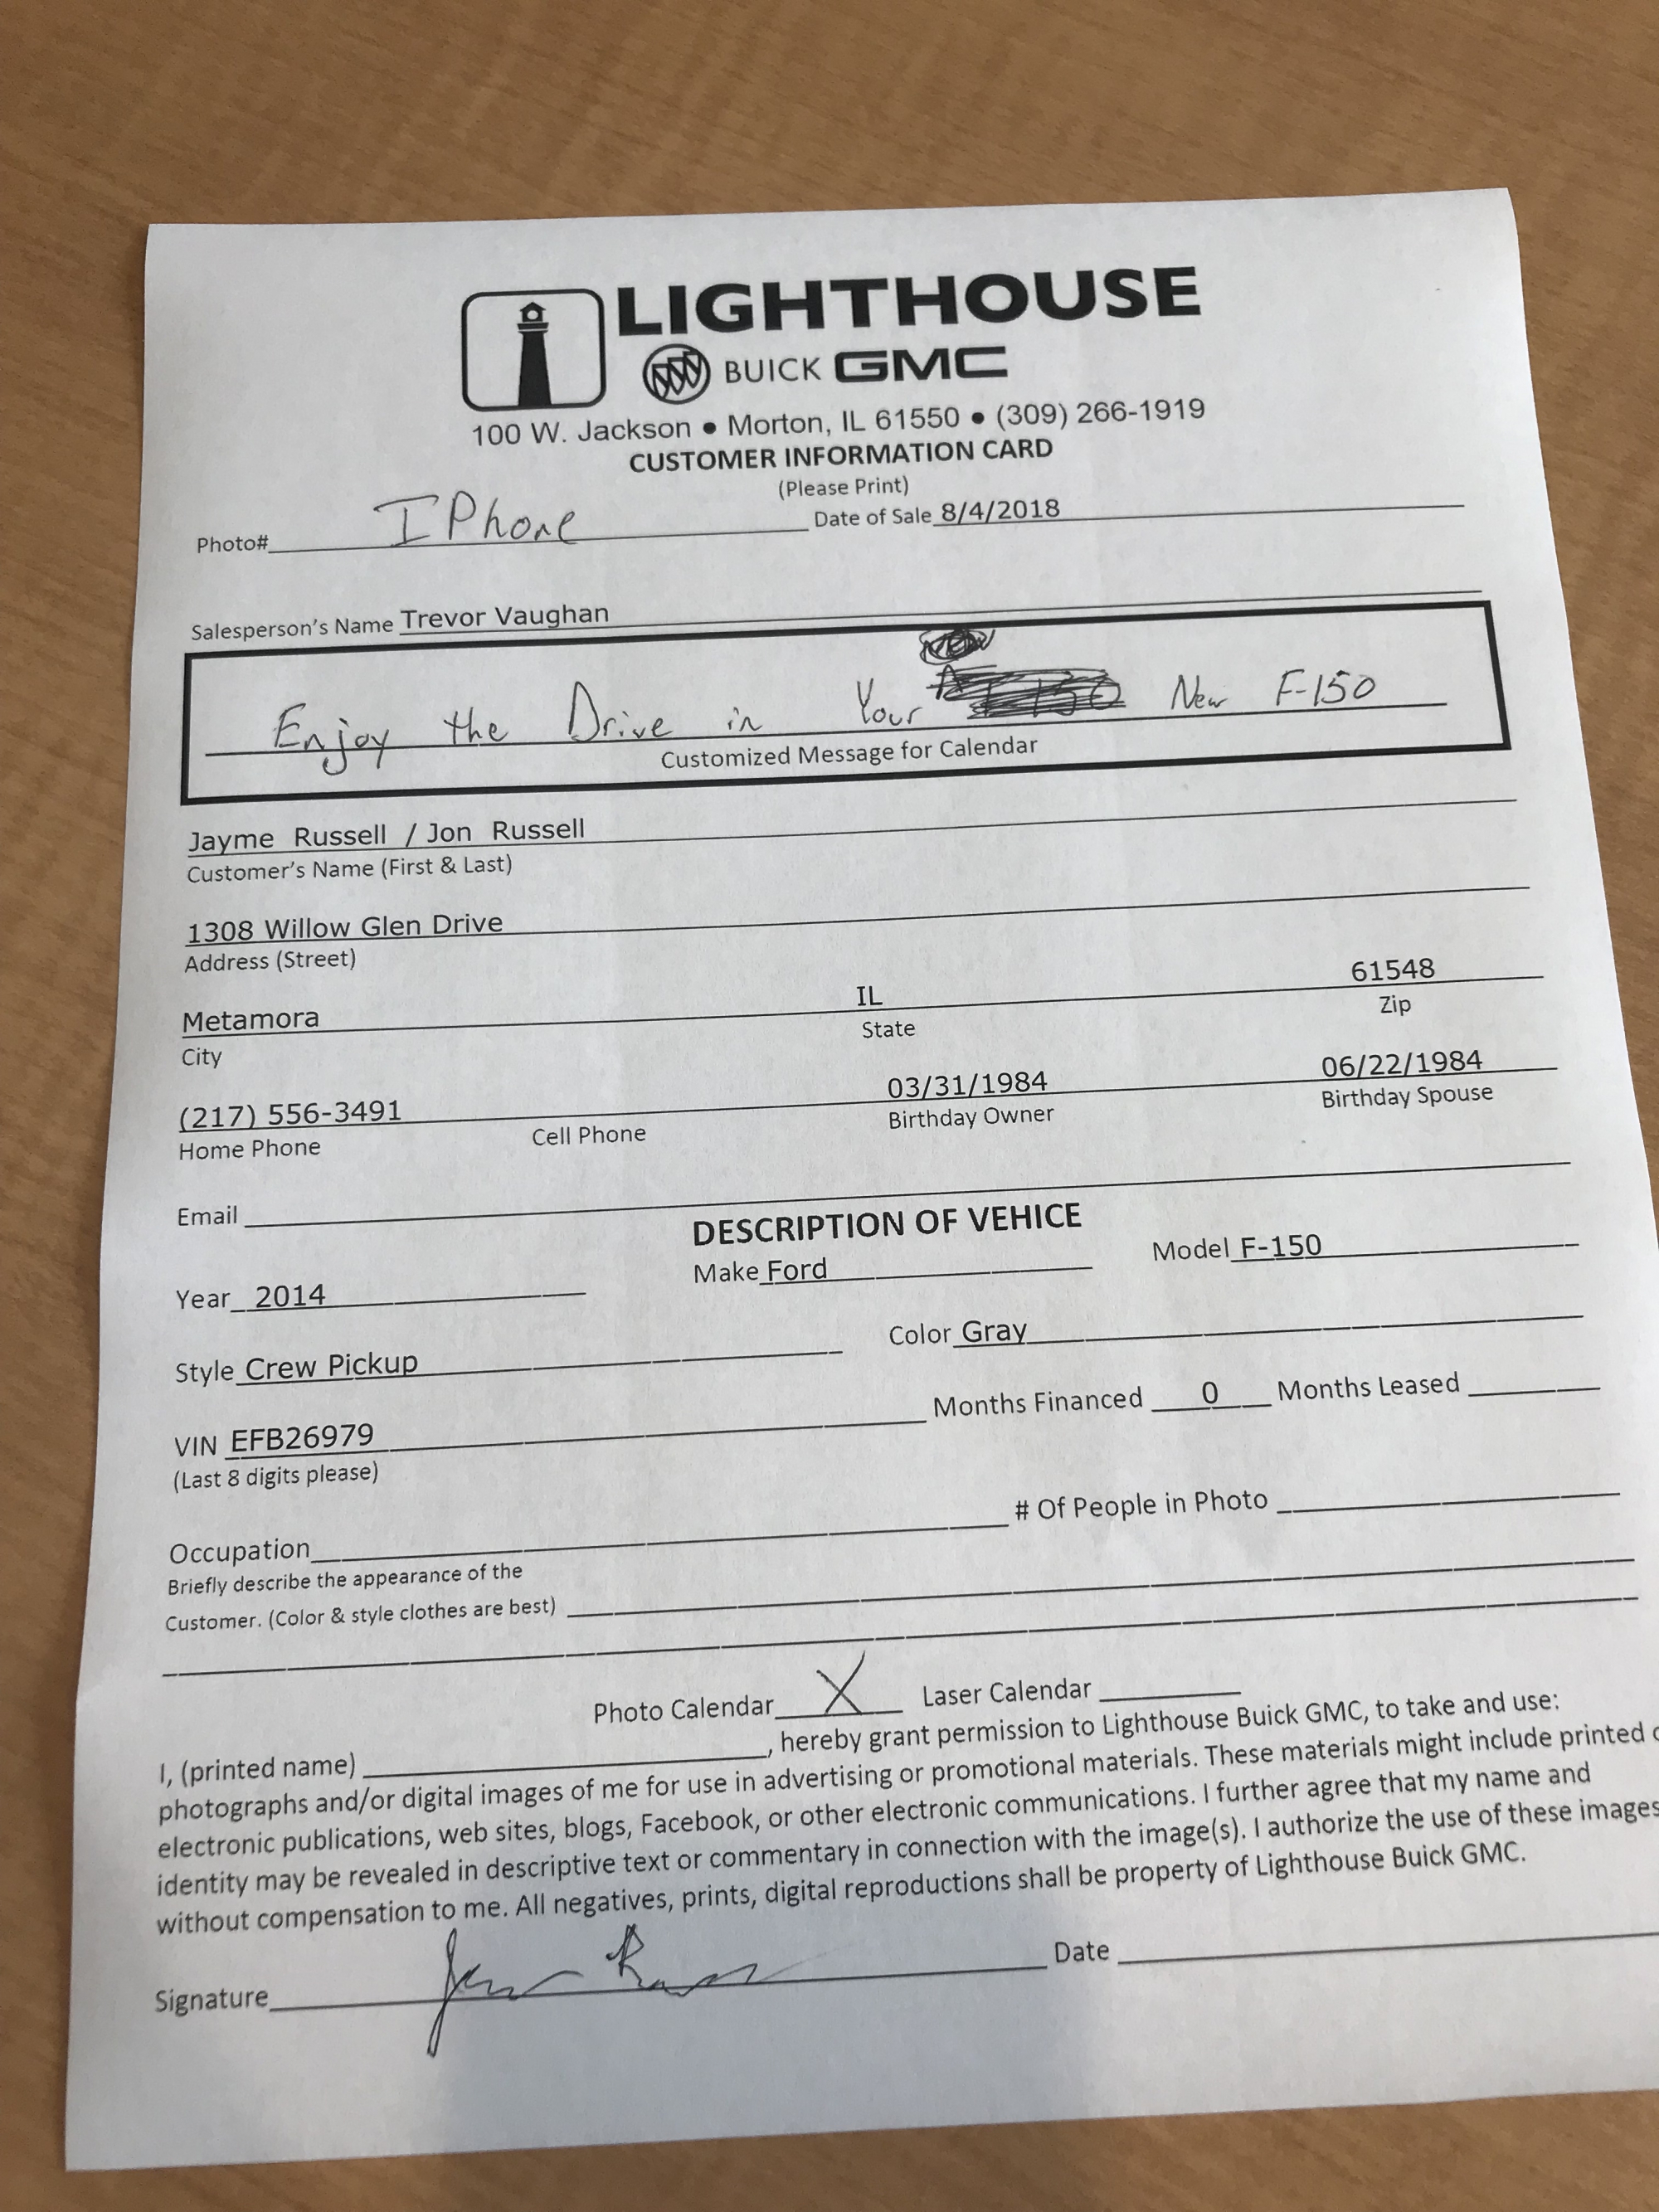 LIGHTHOUSE
BUICK GMC
100 W. Jackson • Morton, IL 61550 • (309) 266-1919
CUSTOMER INFORMATION CARD
(Please Print)
Photo# IPhone Date of Sale 8/4/2018
Salesperson's Name Trevor Vaughan
Enjoy the Drive in Your New F-150
Customized Message for Calendar
Jayme Russell / Jon Russell
Customer's Name (First & Last)
1308 Willow Glen Drive
Address (Street)
Metamora IL 61548
City State Zip
(217) 556-3491 03/31/1984 06/22/1984
Home Phone Cell Phone Birthday Owner Birthday Spouse
Email
DESCRIPTION OF VEHICE
Year 2014 Make Ford Model F-150
Style Crew Pickup Color Gray
VIN EFB26979 Months Financed 0 Months Leased
(Last 8 digits please)
Occupation # Of People in Photo
Briefly describe the appearance of the
Customer. (Color & style clothes are best)
Photo Calendar X Laser Calendar
I, (printed name) , hereby grant permission to Lighthouse Buick GMC, to take and use:
photographs and/or digital images of me for use in advertising or promotional materials. These materials might include printed
electronic publications, web sites, blogs, Facebook, or other electronic communications. I further agree that my name and
identity may be revealed in descriptive text or commentary in connection with the image(s). I authorize the use of these images
without compensation to me. All negatives, prints, digital reproductions shall be property of Lighthouse Buick GMC.
Signature Date